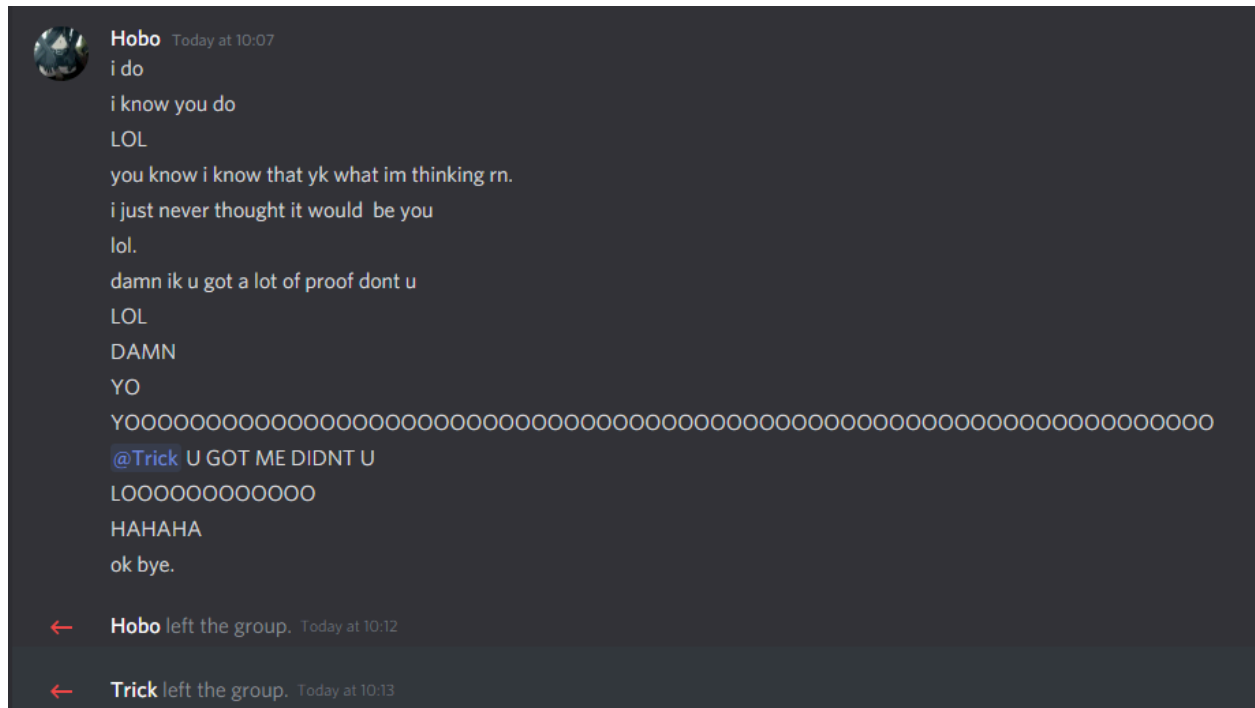 Hobo Today at 10:07
i do
i know you do
LOL
you know i know that yk what im thinking rn.
i just never thought it would  be you
lol.
damn ik u got a lot of proof dont u
LOL
DAMN
YO
YOOOOOOOOOOOOOOOOOOOOOOOOOOOOOOOOOOOOOOOOOOOOOOOOOOOOOOOOOOOOOOOOOOO
@Trick U GOT ME DIDNT U
LOOOOOOOOOOOO
HAHAHA
ok bye.
Hobo left the group. Today at 10:12
Trick left the group. Today at 10:13